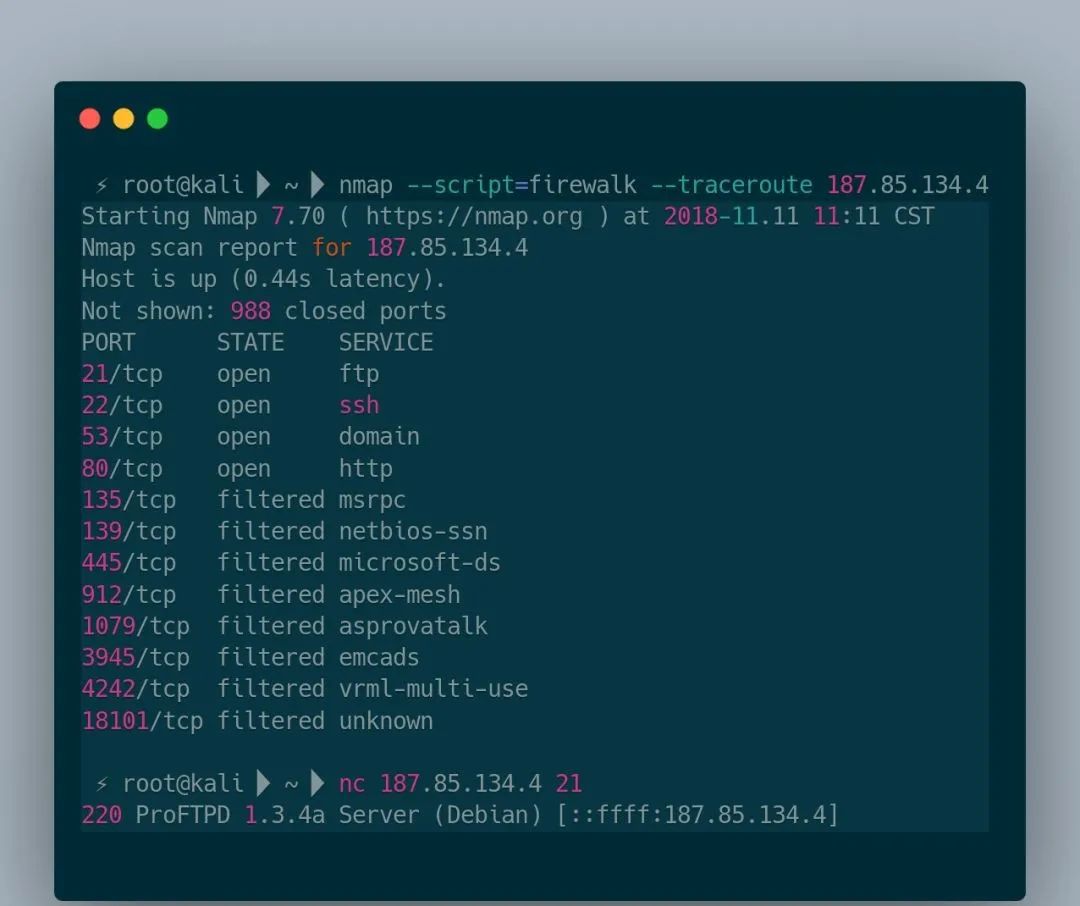 ⚡ root@kali ▶ ~ ▶ nmap --script=firewalk --traceroute 187.85.134.4
Starting Nmap 7.70 ( https://nmap.org ) at 2018-11.11 11:11 CST
Nmap scan report for 187.85.134.4
Host is up (0.44s latency).
Not shown: 988 closed ports
PORT      STATE    SERVICE
21/tcp    open     ftp
22/tcp    open     ssh
53/tcp    open     domain
80/tcp    open     http
135/tcp   filtered msrpc
139/tcp   filtered netbios-ssn
445/tcp   filtered microsoft-ds
912/tcp   filtered apex-mesh
1079/tcp  filtered asprovatalk
3945/tcp  filtered emcads
4242/tcp  filtered vrml-multi-use
18101/tcp filtered unknown
⚡ root@kali ▶ ~ ▶ nc 187.85.134.4 21
220 ProFTPD 1.3.4a Server (Debian) [::ffff:187.85.134.4]